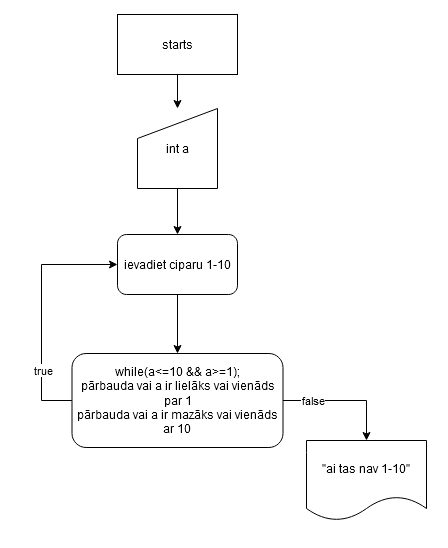 starts
int a
ievadiet ciparu 1-10
true
while(a<=10 && a>=1);
pārbauda vai a ir lielāks vai vienāds
par 1
pārbauda vai a ir mazāks vai vienāds
ar 10
false
"ai tas nav 1-10"